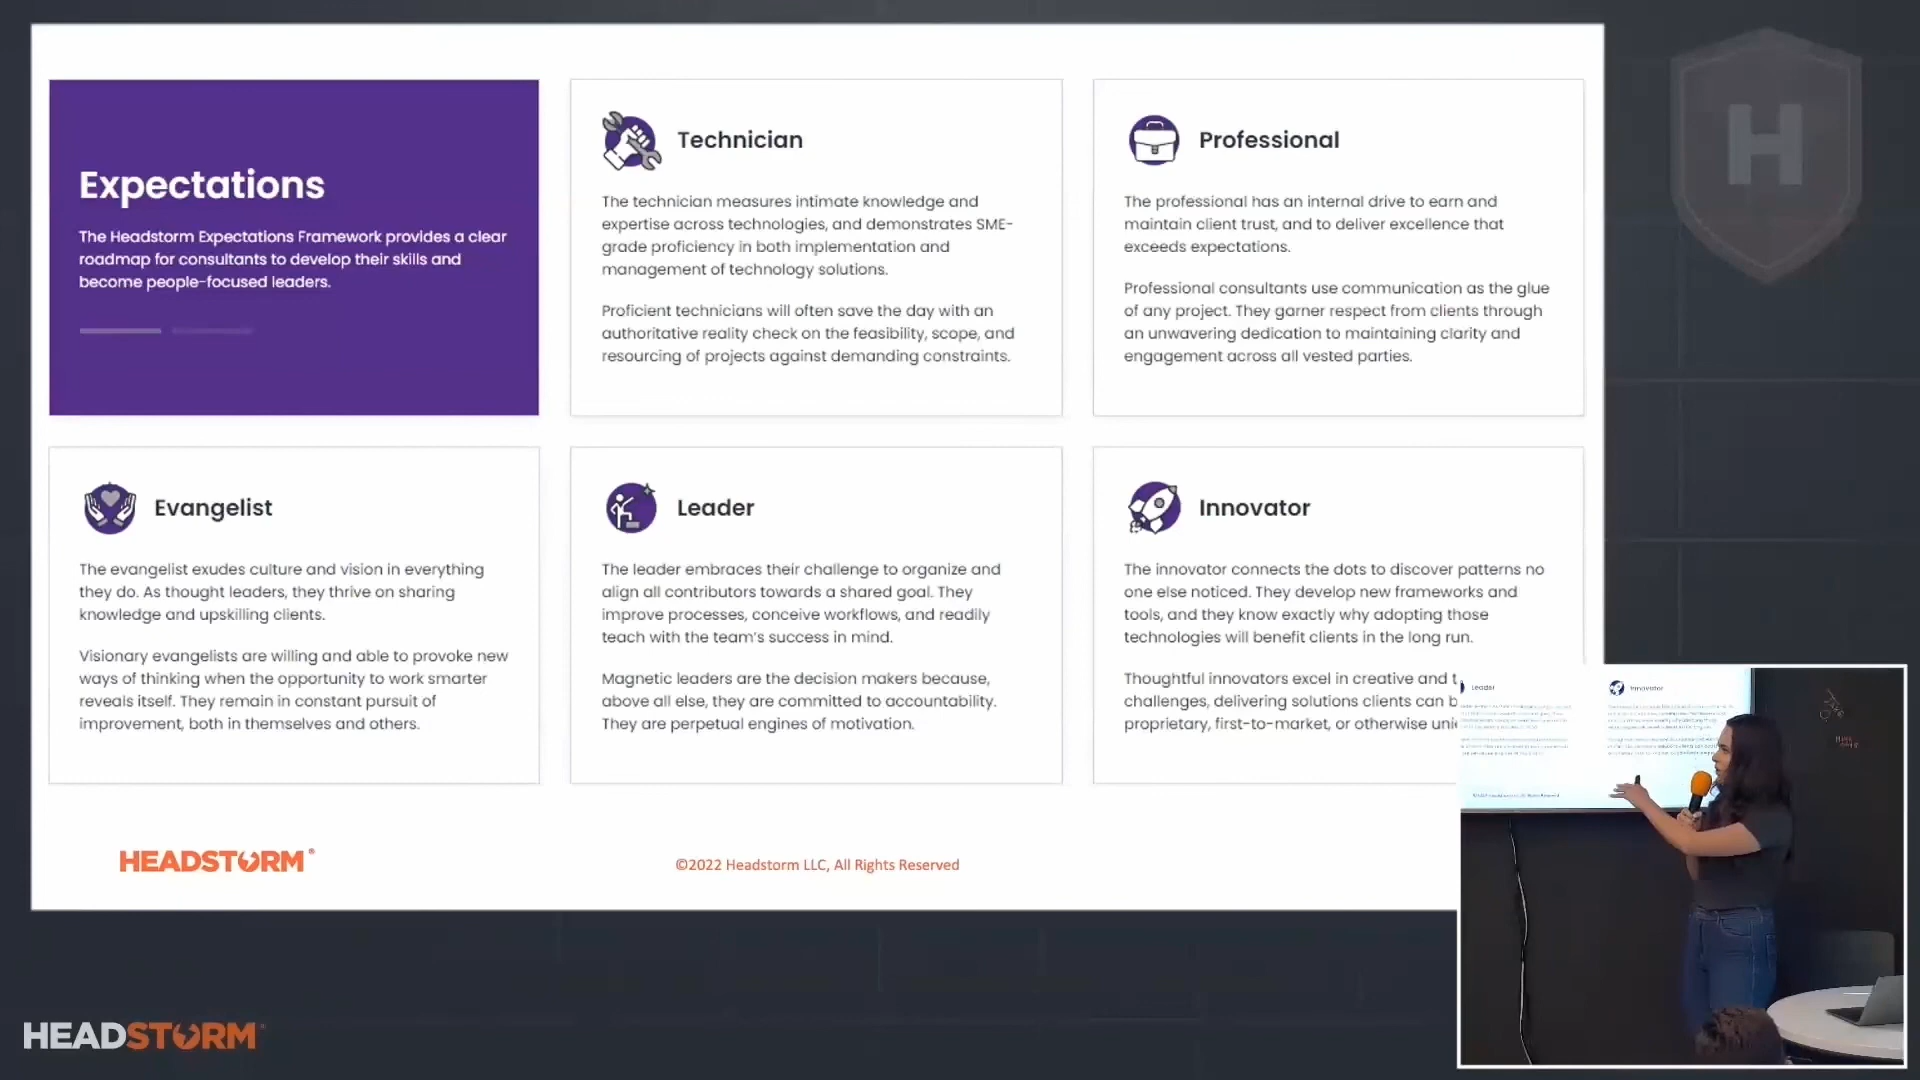 Expectations
The Headstorm Expectations Framework provides a clear
roadmap for consultants to develop their skills and
become people-focused leaders.
Technician
The technician measures intimate knowledge and
expertise across technologies, and demonstrates SME-
grade proficiency in both implementation and
management of technology solutions.
Proficient technicians will often save the day with an
authoritative reality check on the feasibility, scope, and
resourcing of projects against demanding constraints.
Professional
The professional has an internal drive to earn and
maintain client trust, and to deliver excellence that
exceeds expectations.
Professional consultants use communication as the glue
of any project. They garner respect from clients through
an unwavering dedication to maintaining clarity and
engagement across all vested parties.
Evangelist
The evangelist exudes culture and vision in everything
they do. As thought leaders, they thrive on sharing
knowledge and upskilling clients.
Visionary evangelists are willing and able to provoke new
ways of thinking when the opportunity to work smarter
reveals itself. They remain in constant pursuit of
improvement, both in themselves and others.
Leader
The leader embraces their challenge to organize and
align all contributors towards a shared goal. They
improve processes, conceive workflows, and readily
teach with the team's success in mind.
Magnetic leaders are the decision makers because,
above all else, they are committed to accountability.
They are perpetual engines of motivation.
Innovator
The innovator connects the dots to discover patterns no
one else noticed. They develop new frameworks and
tools, and they know exactly why adopting those
technologies will benefit clients in the long run.
Thoughtful innovators excel in creative and t
challenges, delivering solutions clients can b
proprietary, first-to-market, or otherwise uni
HEADSTORM®
©2022 Headstorm LLC, All Rights Reserved
H
Leader
Innovator
HEADSTORM